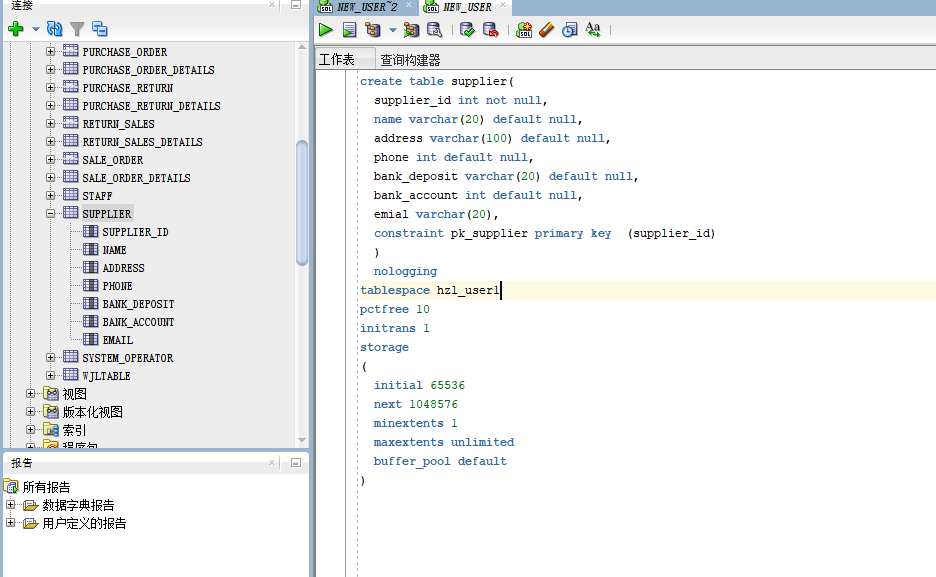 连接
PURCHASE_ORDER
PURCHASE_ORDER_DETAILS
PURCHASE_RETURN
PURCHASE_RETURN_DETAILS
RETURN_SALES
RETURN_SALES_DETAILS
SALE_ORDER
SALE_ORDER_DETAILS
STAFF
SUPPLIER
SUPPLIER_ID
NAME
ADDRESS
PHONE
BANK_DEPOSIT
BANK_ACCOUNT
EMAIL
SYSTEM_OPERATOR
WJLTABLE
视图
版本化视图
索引
程序包
报告
所有报告
数据字典报告
用户定义的报告
NEW_USER~2 NEW_USER
工作表 查询构建器
create table supplier(
supplier_id int not null,
name varchar(20) default null,
address varchar(100) default null,
phone int default null,
bank_deposit varchar(20) default null,
bank_account int default null,
emial varchar(20),
constraint pk_supplier primary key (supplier_id)
)
nologging
tablespace hzl_user1
pctfree 10
initrans 1
storage
(
initial 65536
next 1048576
minextents 1
maxextents unlimited
buffer_pool default
)